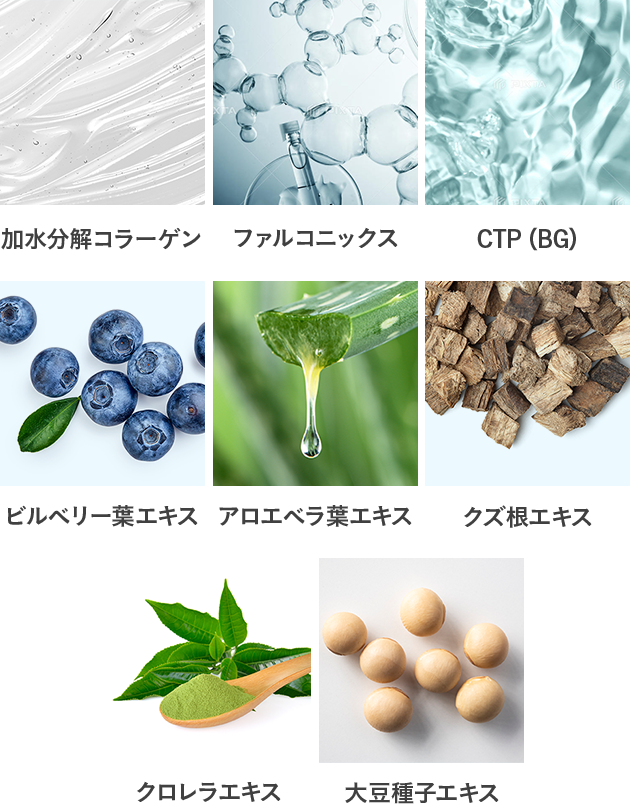 加水分解コラーゲン
ファルコニックス
CTP (BG)
ビルベリー葉エキス
アロエベラ葉エキス
クズ根エキス
クロレラエキス
大豆種子エキス